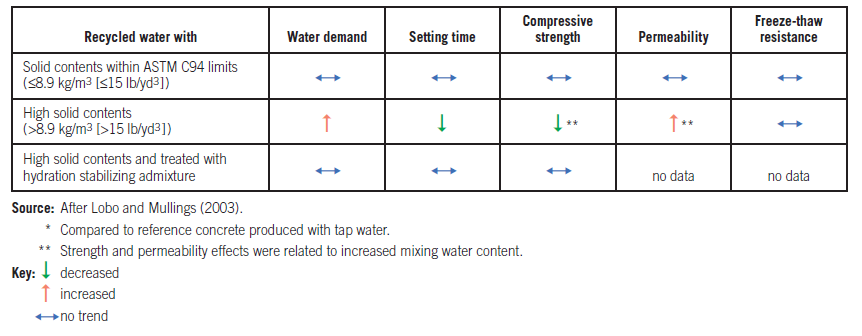 Recycled water with Water demand Setting time Compressive strength Permeability Freeze-thaw resistance
Solid contents within ASTM C94 limits
(≤8.9 kg/m3 [≤15 lb/yd3]) ↔ ↔ ↔ ↔ ↔
High solid contents
(>8.9 kg/m3 [>15 lb/yd3]) ↑ ↓ ↓** ↑** ↔
High solid contents and treated with
hydration stabilizing admixture ↔ ↔ ↔ no data no data
Source: After Lobo and Mullings (2003).
* Compared to reference concrete produced with tap water.
** Strength and permeability effects were related to increased mixing water content.
Key: ↓ decreased
↑ increased
↔ no trend